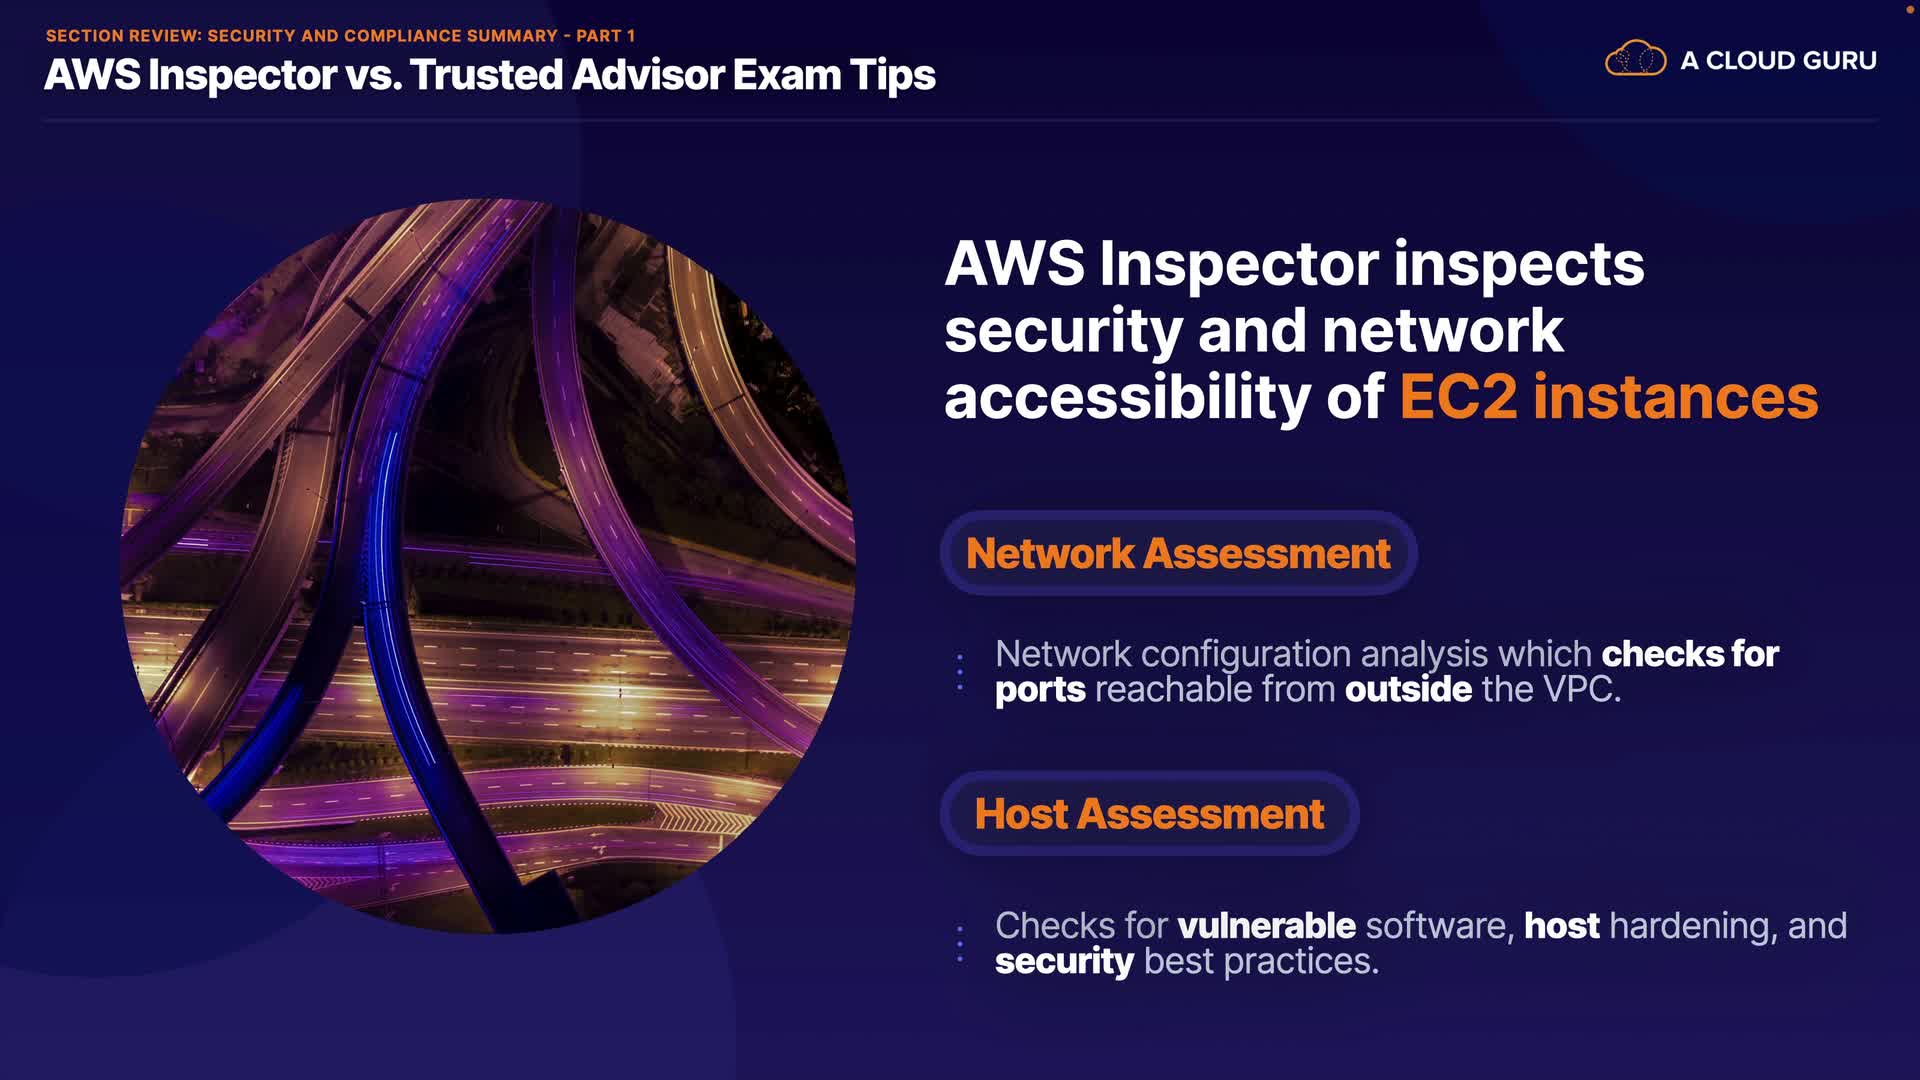 SECTION REVIEW: SECURITY AND COMPLIANCE SUMMARY - PART 1
AWS Inspector vs. Trusted Advisor Exam Tips
A CLOUD GURU
AWS Inspector inspects
security and network
accessibility of EC2 instances
Network Assessment
Network configuration analysis which checks for
ports reachable from outside the VPC.
Host Assessment
Checks for vulnerable software, host hardening, and
security best practices.